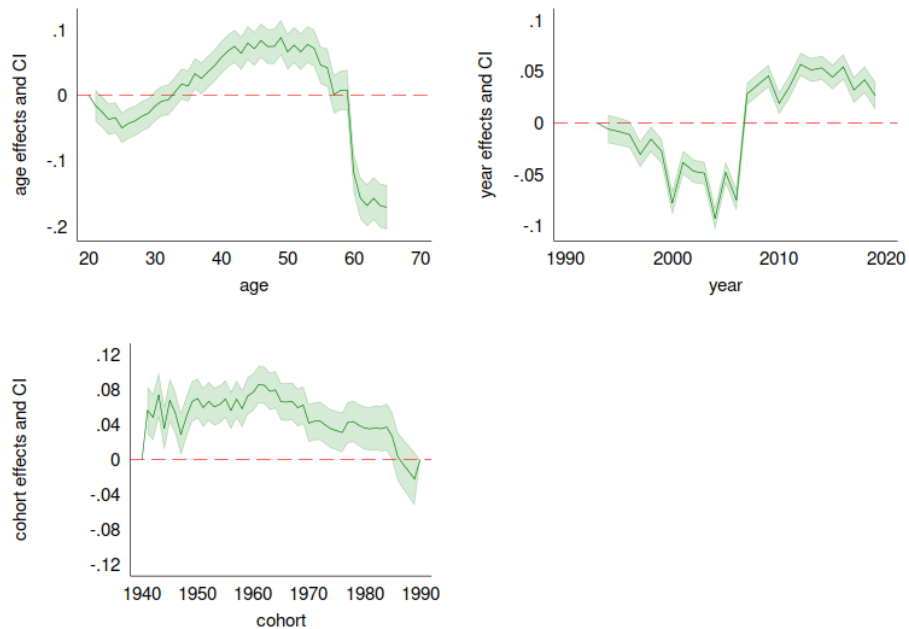 age effects and CI
.1
0
-.1
-.2
20 30 40 50 60 70
age
year effects and CI
.1
.05
0
-.05
-.1
1990 2000 2010 2020
year
cohort effects and CI
.12
.08
.04
0
-.04
-.08
-.12
1940 1950 1960 1970 1980 1990
cohort